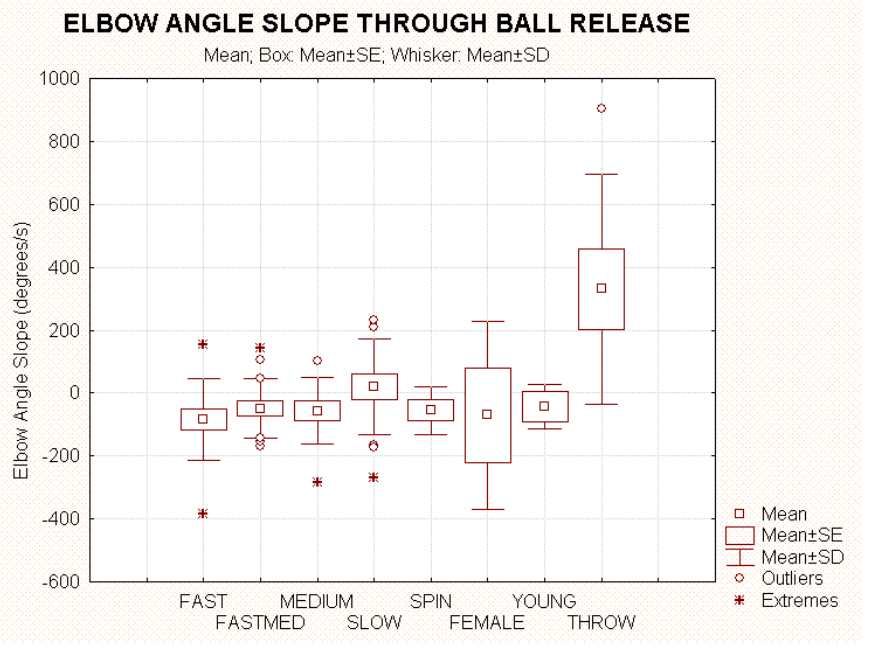 ELBOW ANGLE SLOPE THROUGH BALL RELEASE
Mean; Box: Mean±SE; Whisker: Mean±SD
Elbow Angle Slope (degrees/s)
1000
800
600
400
200
0
-200
-400
-600
FAST MEDIUM SPIN YOUNG
FASTMED SLOW FEMALE THROW
Mean
Mean±SE
Mean±SD
Outliers
Extremes